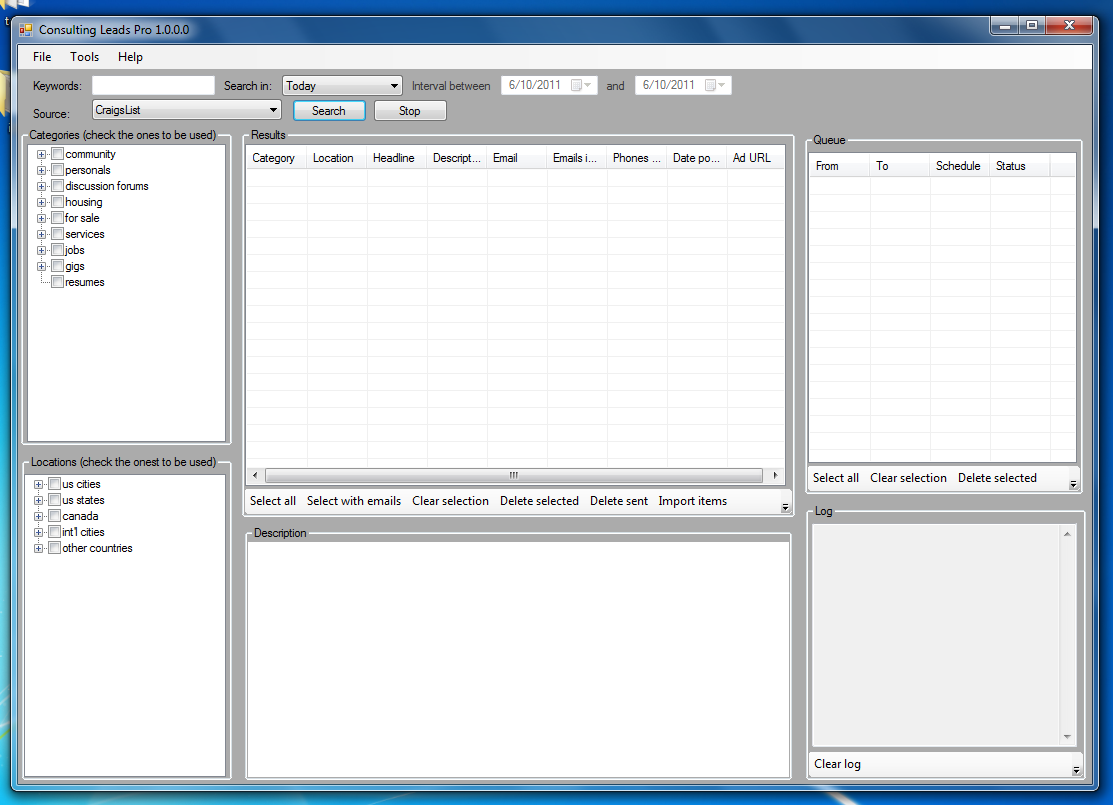 Consulting Leads Pro 1.0.0.0
File Tools Help
Keywords: Search in: Today Interval between 6/10/2011 and 6/10/2011
Source: CraigsList Search Stop
Categories (check the ones to be used)
community
personals
discussion forums
housing
for sale
services
jobs
gigs
resumes
Locations (check the onest to be used)
us cities
us states
canada
int'l cities
other countries
Results
Category Location Headline Descript... Email Emails i... Phones ... Date po... Ad URL
Select all Select with emails Clear selection Delete selected Delete sent Import items
Description
Queue
From To Schedule Status
Select all Clear selection Delete selected
Log
Clear log